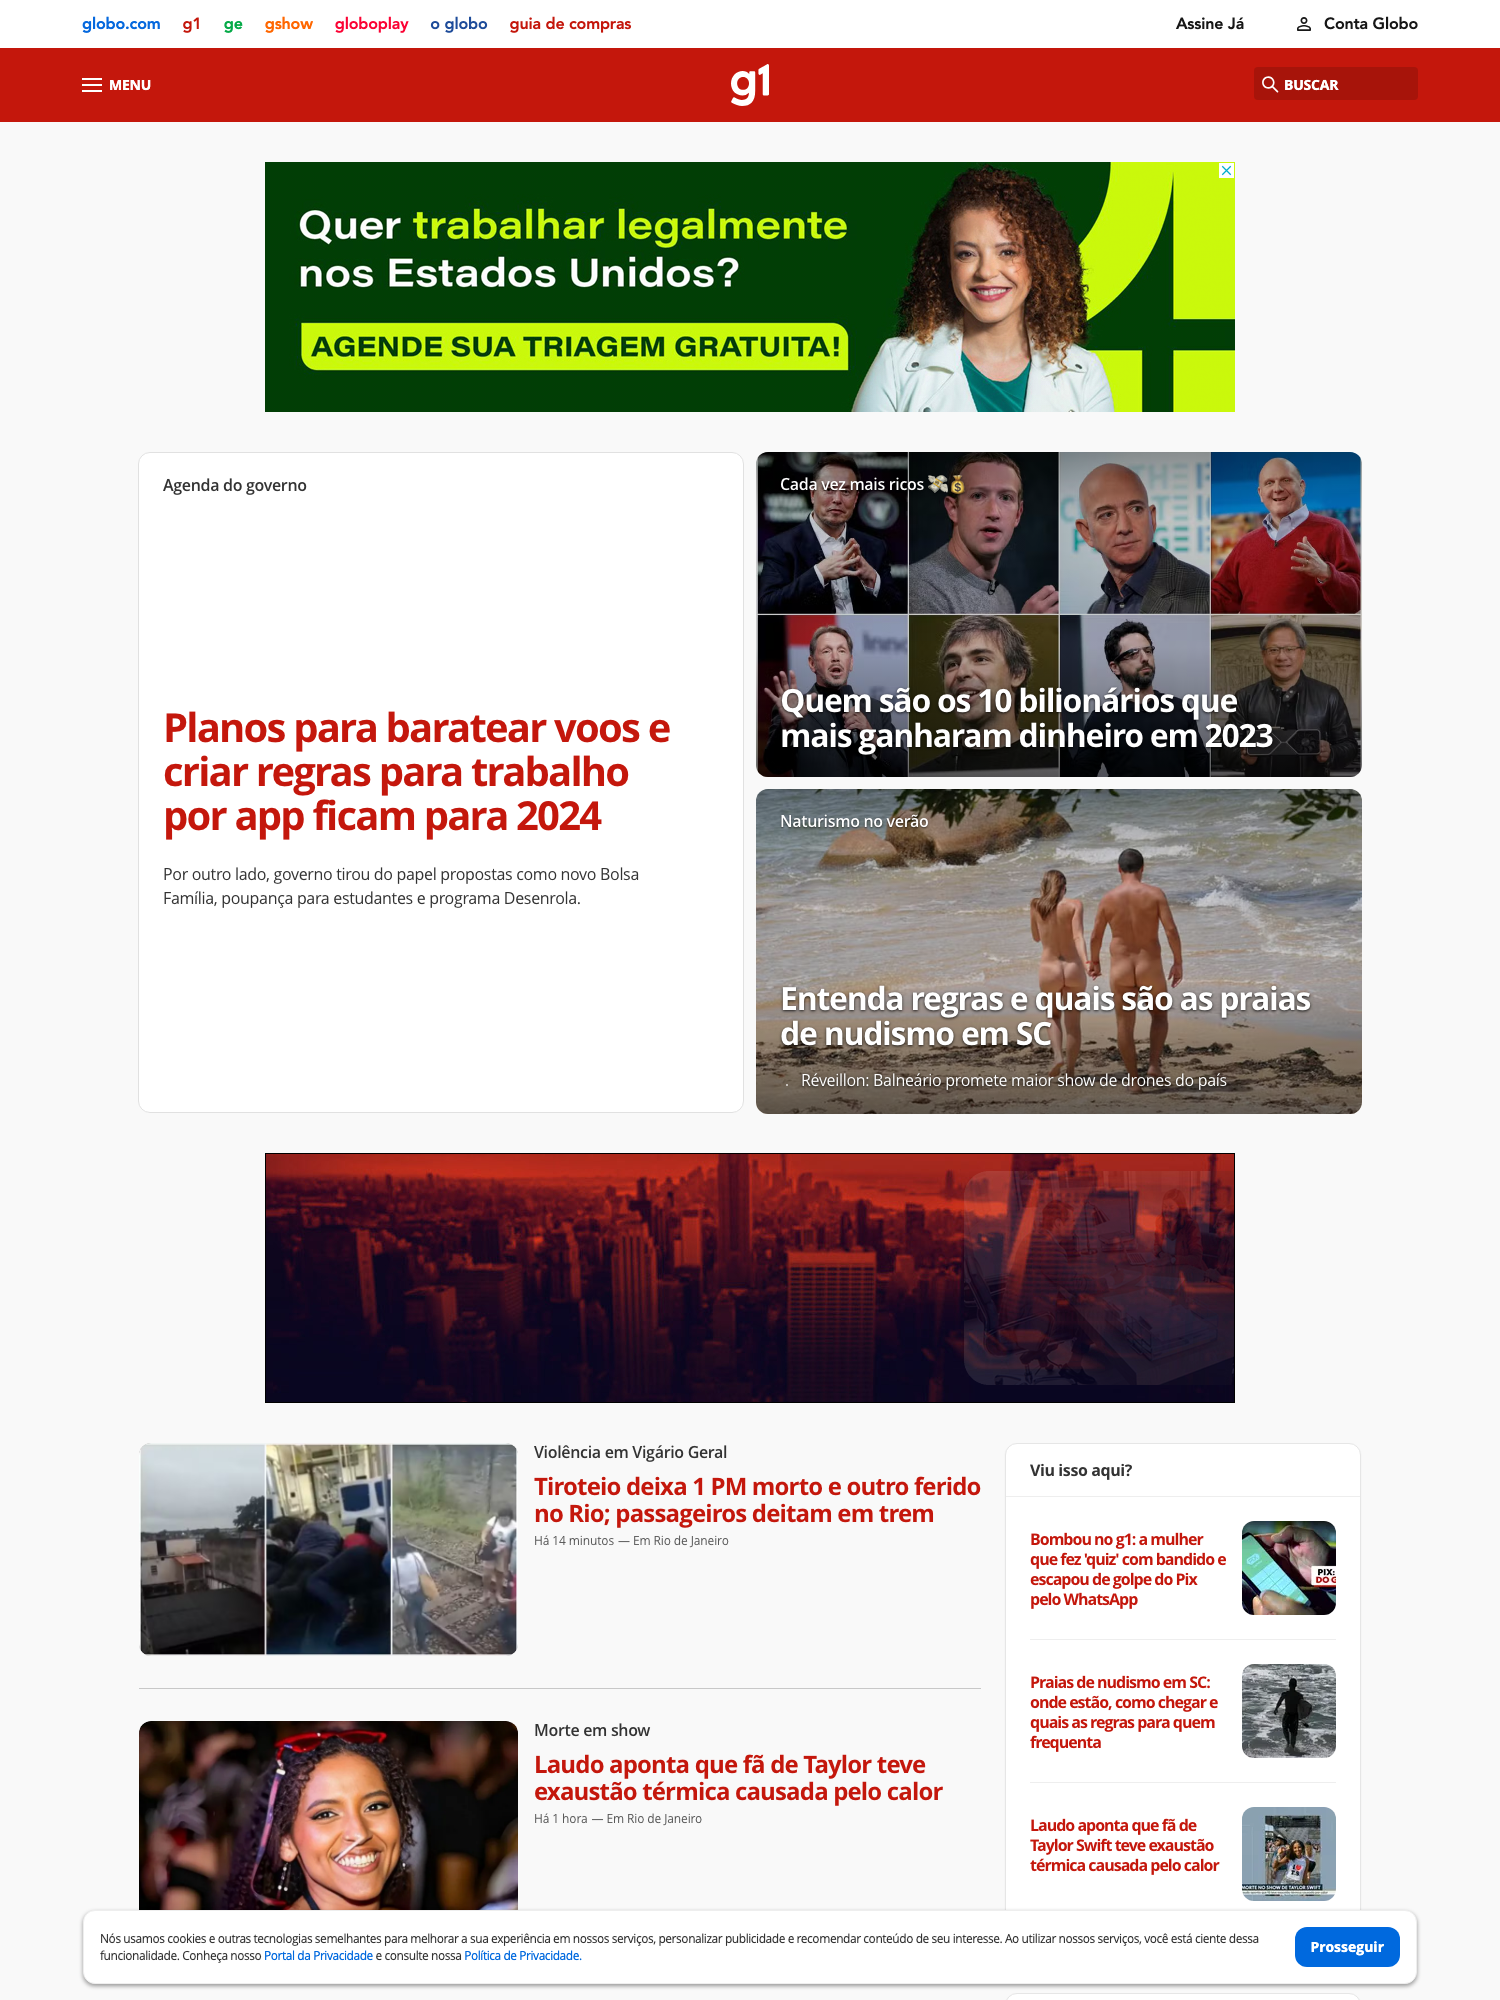 globo.com g1 ge gshow globoplay o globo guia de compras Assine Já Conta Globo
MENU g1 BUSCAR
Quer trabalhar legalmente
nos Estados Unidos?
AGENDE SUA TRIAGEM GRATUITA!
Agenda do governo
Planos para baratear voos e
criar regras para trabalho
por app ficam para 2024
Por outro lado, governo tirou do papel propostas como novo Bolsa
Família, poupança para estudantes e programa Desenrola.
Cada vez mais ricos 💸💰
Quem são os 10 bilionários que
mais ganharam dinheiro em 2023
Naturismo no verão
Entenda regras e quais são as praias
de nudismo em SC
. Réveillon: Balneário promete maior show de drones do país
Violência em Vigário Geral
Tiroteio deixa 1 PM morto e outro ferido
no Rio; passageiros deitam em trem
Há 14 minutos — Em Rio de Janeiro
Morte em show
Laudo aponta que fã de Taylor teve
exaustão térmica causada pelo calor
Há 1 hora — Em Rio de Janeiro
Viu isso aqui?
Bombou no g1: a mulher
que fez 'quiz' com bandido e
escapou de golpe do Pix
pelo WhatsApp
PIX:
DO G
Praias de nudismo em SC:
onde estão, como chegar e
quais as regras para quem
frequenta
Laudo aponta que fã de
Taylor Swift teve exaustão
térmica causada pelo calor
MORTE NO SHOW DE TAYLOR SWIFT
Nós usamos cookies e outras tecnologias semelhantes para melhorar a sua experiência em nossos serviços, personalizar publicidade e recomendar conteúdo de seu interesse. Ao utilizar nossos serviços, você está ciente dessa
funcionalidade. Conheça nosso Portal da Privacidade e consulte nossa Política de Privacidade.
Prosseguir